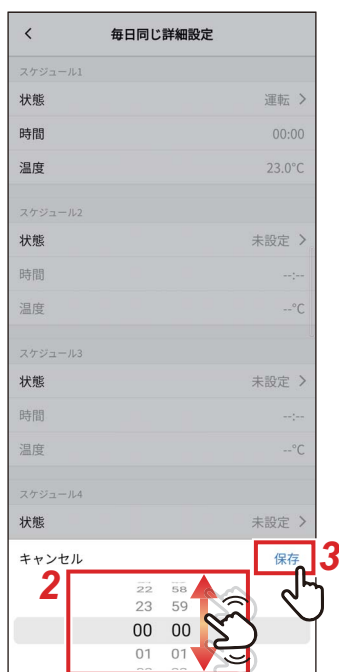 < 毎日同じ詳細設定
スケジュール1
状態 運転 >
時間 00:00
温度 23.0°C
スケジュール2
状態 未設定 >
時間 --:--
温度 --°C
スケジュール3
状態 未設定 >
時間 --:--
温度 --°C
スケジュール4
状態 未設定 >
キャンセル 保存 3
2
22 58
23 59
00 00
01 01